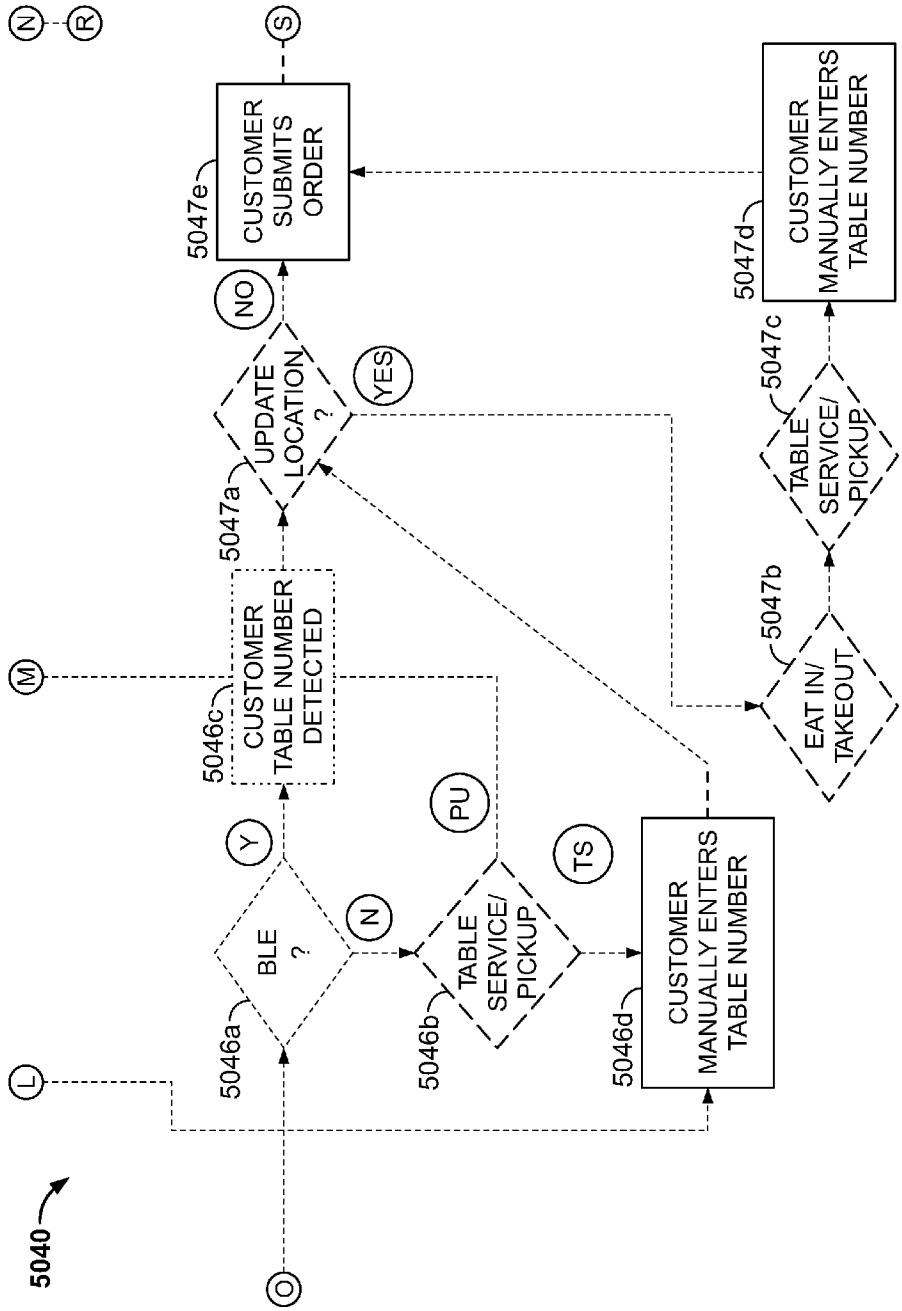 5040
O
L
M
N
R
5046a
BLE
?
Y
N
5046b
TABLE
SERVICE/
PICKUP
PU
TS
5046c
CUSTOMER
TABLE NUMBER
DETECTED
5046d
CUSTOMER
MANUALLY ENTERS
TABLE NUMBER
5047a
UPDATE
LOCATION
?
NO
YES
5047e
CUSTOMER
SUBMITS
ORDER
S
5047b
EAT IN/
TAKEOUT
5047c
TABLE
SERVICE/
PICKUP
5047d
CUSTOMER
MANUALLY ENTERS
TABLE NUMBER